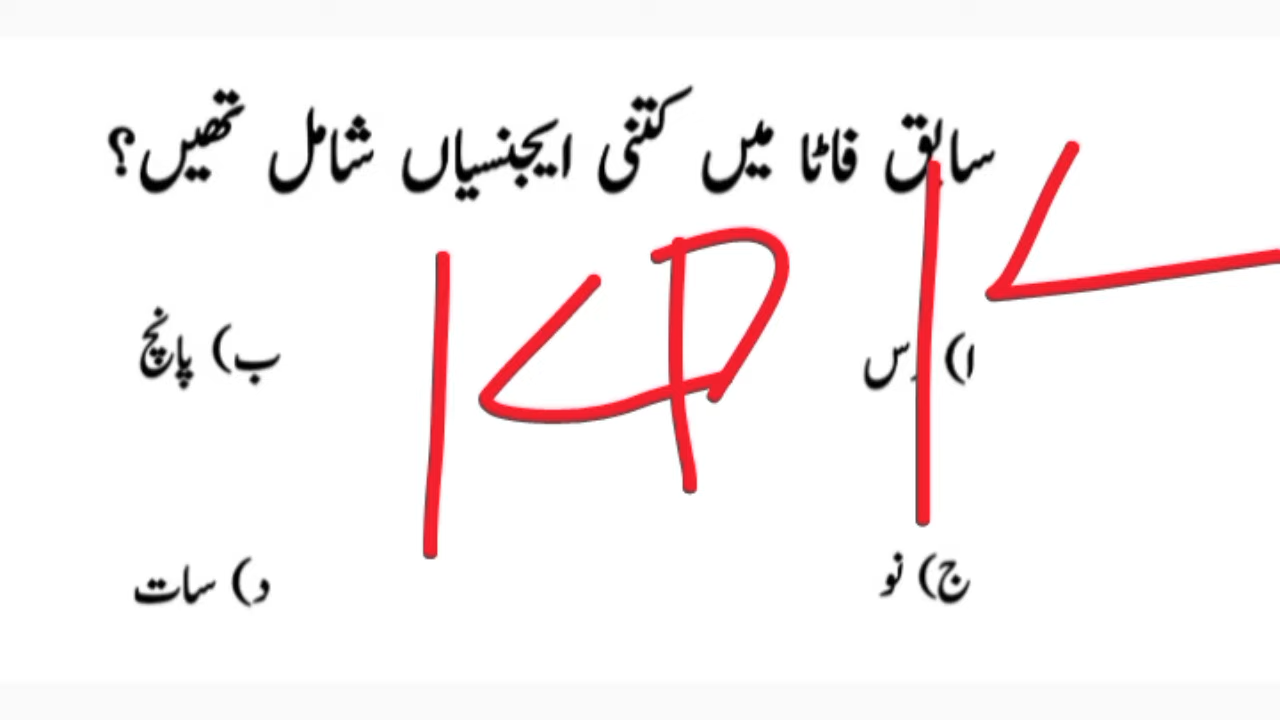 سابق فاٹا میں کتنی ایجنسیاں شامل تھیں؟
ا) دس ب) پانچ
ج) نو د) سات
KPK